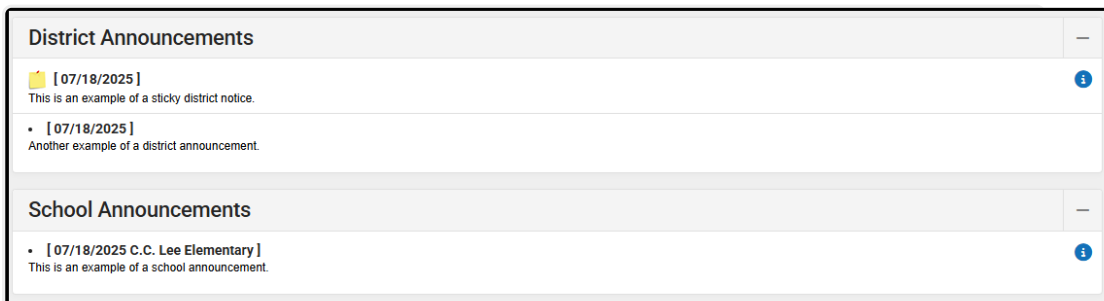 District Announcements
[ 07/18/2025 ]
This is an example of a sticky district notice.
• [ 07/18/2025 ]
Another example of a district announcement.
School Announcements
• [ 07/18/2025 C.C. Lee Elementary ]
This is an example of a school announcement.